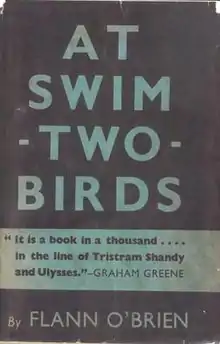 AT
SWIM
-TWO-
BIRDS
“it is a book in a thousand ....
in the line of Tristram Shandy
and Ulysses.”–GRAHAM GREENE
By FLANN O’BRIEN